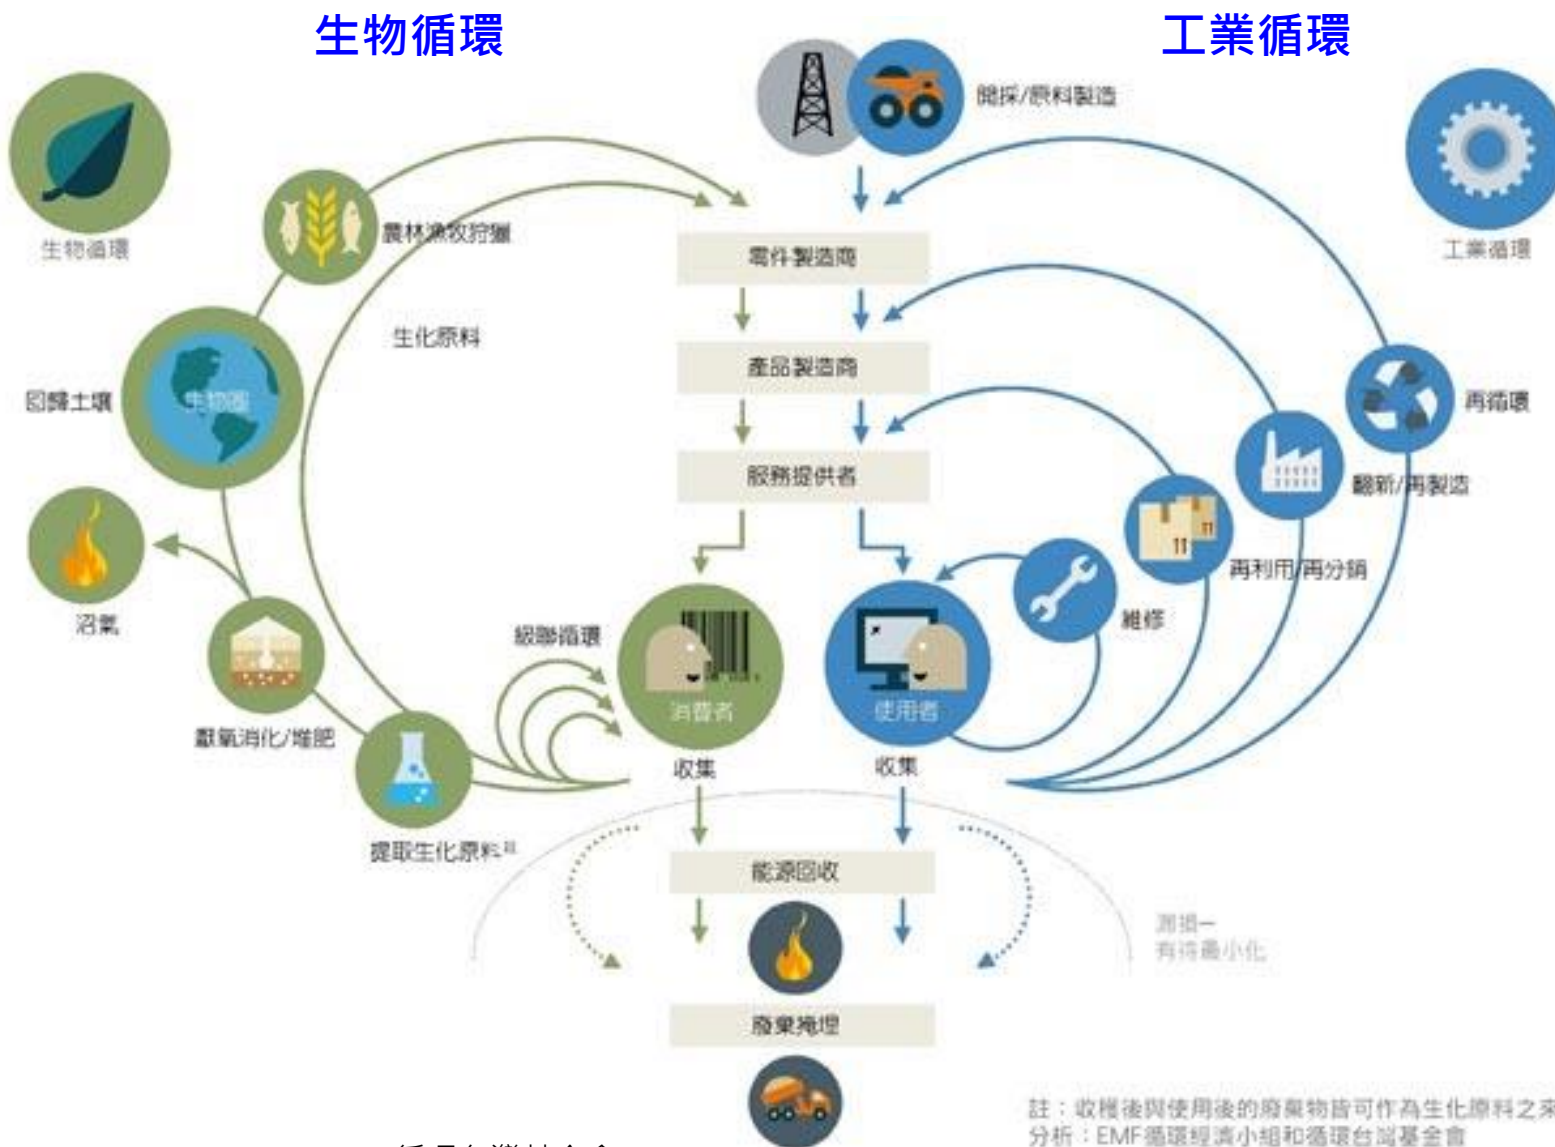 生物循環
工業循環
開採/原料製造
生物循環
農林漁牧狩獵
工業循環
零件製造商
生化原料
產品製造商
回歸土壤
生物圈
再循環
服務提供者
翻新/再製造
再利用/再分銷
沼氣
級聯循環
維修
消費者
使用者
厭氧消化/堆肥
收集
收集
提取生化原料註
能源回收
漏損—
有待最小化
廢棄掩埋
註：收穫後與使用後的廢棄物皆可作為生化原料之來
分析：EMF循環經濟小組和循環台灣基金會